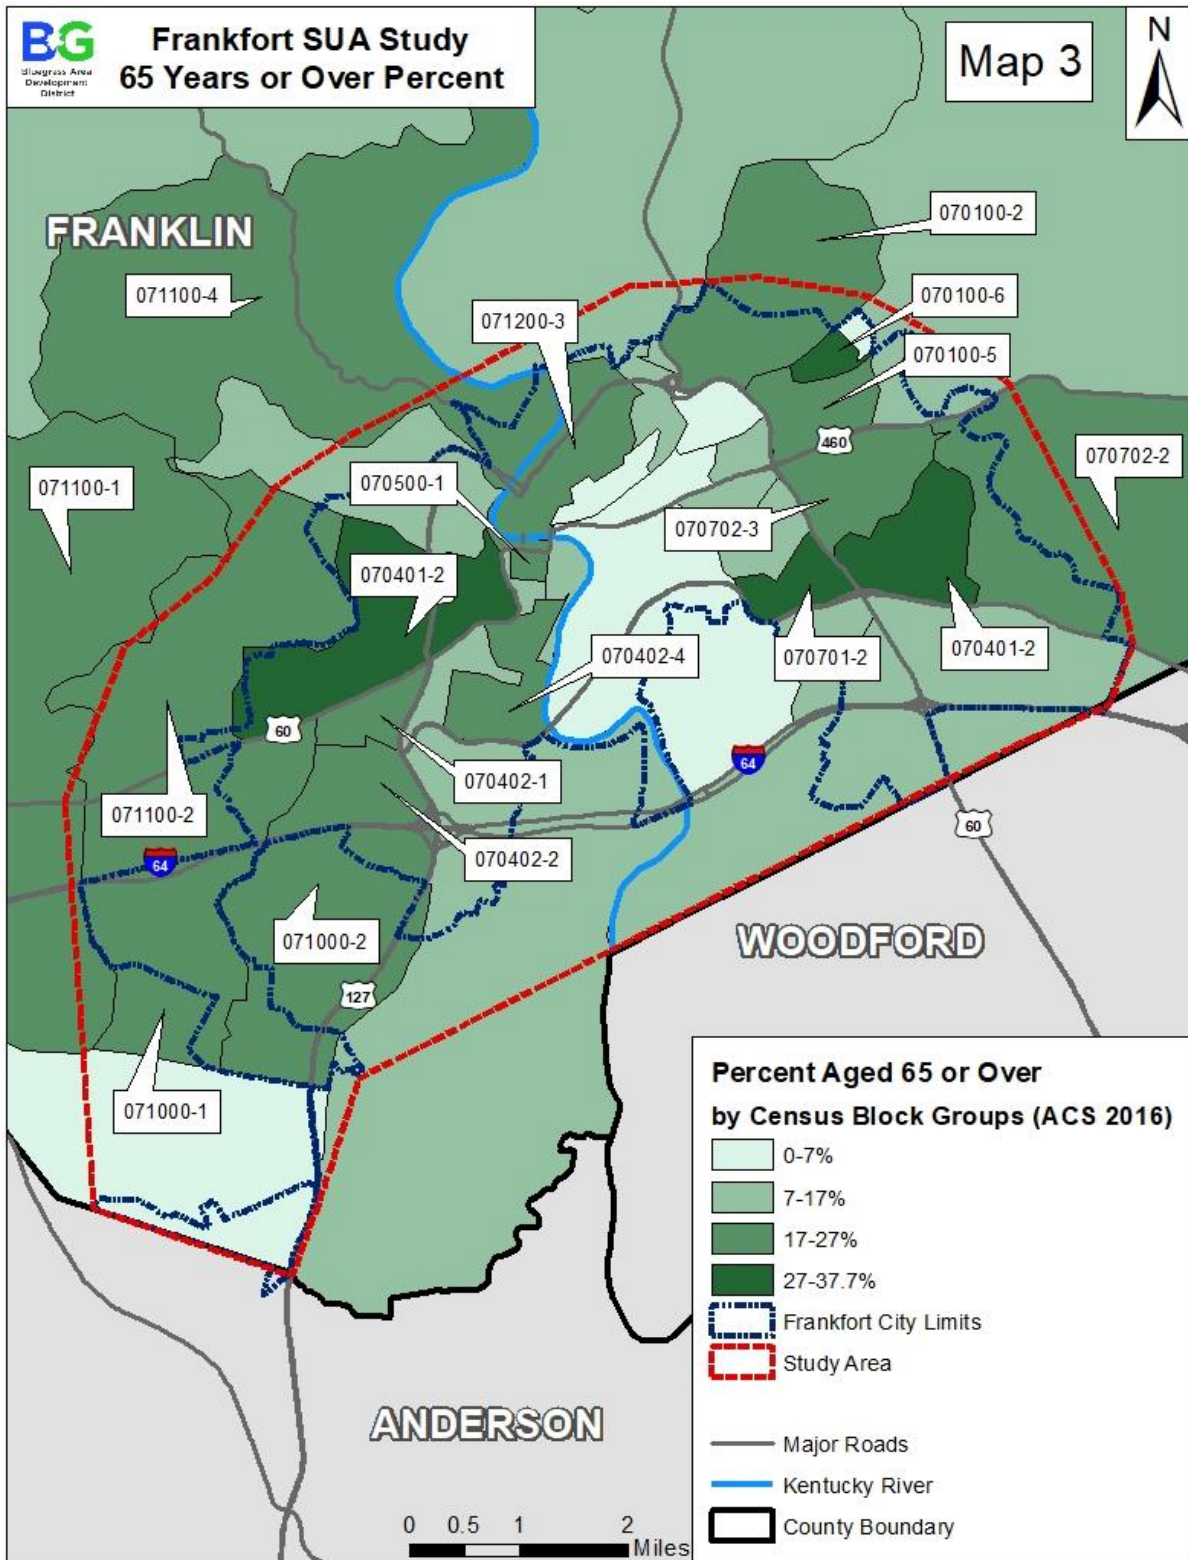 BG
Bluegrass Area
Development
District
Frankfort SUA Study
65 Years or Over Percent
Map 3
N
FRANKLIN
070100-2
071100-4
070100-6
071200-3
070100-5
460
071100-1
070500-1
070702-2
070702-3
070401-2
070402-4
070701-2
070401-2
60
64
070402-1
071100-2
60
070402-2
64
071000-2
WOODFORD
127
071000-1
Percent Aged 65 or Over
by Census Block Groups (ACS 2016)
0-7%
7-17%
17-27%
27-37.7%
Frankfort City Limits
Study Area
Major Roads
Kentucky River
County Boundary
ANDERSON
0 0.5 1 2
Miles